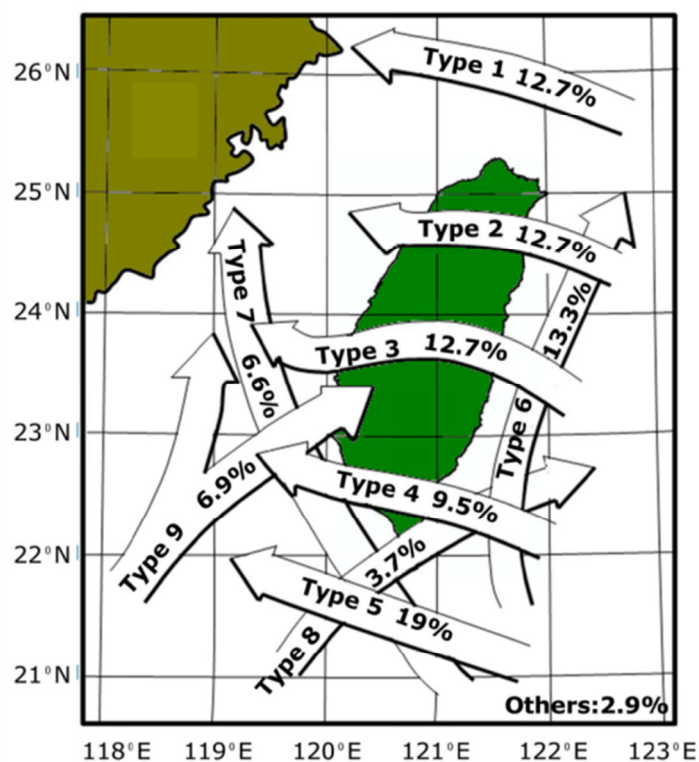 26°N
Type 1 12.7%
25°N
Type 2 12.7%
24°N
Type 7 6.6%
Type 3 12.7%
Type 6 13.3%
23°N
Type 9 6.9%
Type 4 9.5%
22°N
Type 8 3.7%
Type 5 19%
21°N
Others:2.9%
118°E 119°E 120°E 121°E 122°E 123°E